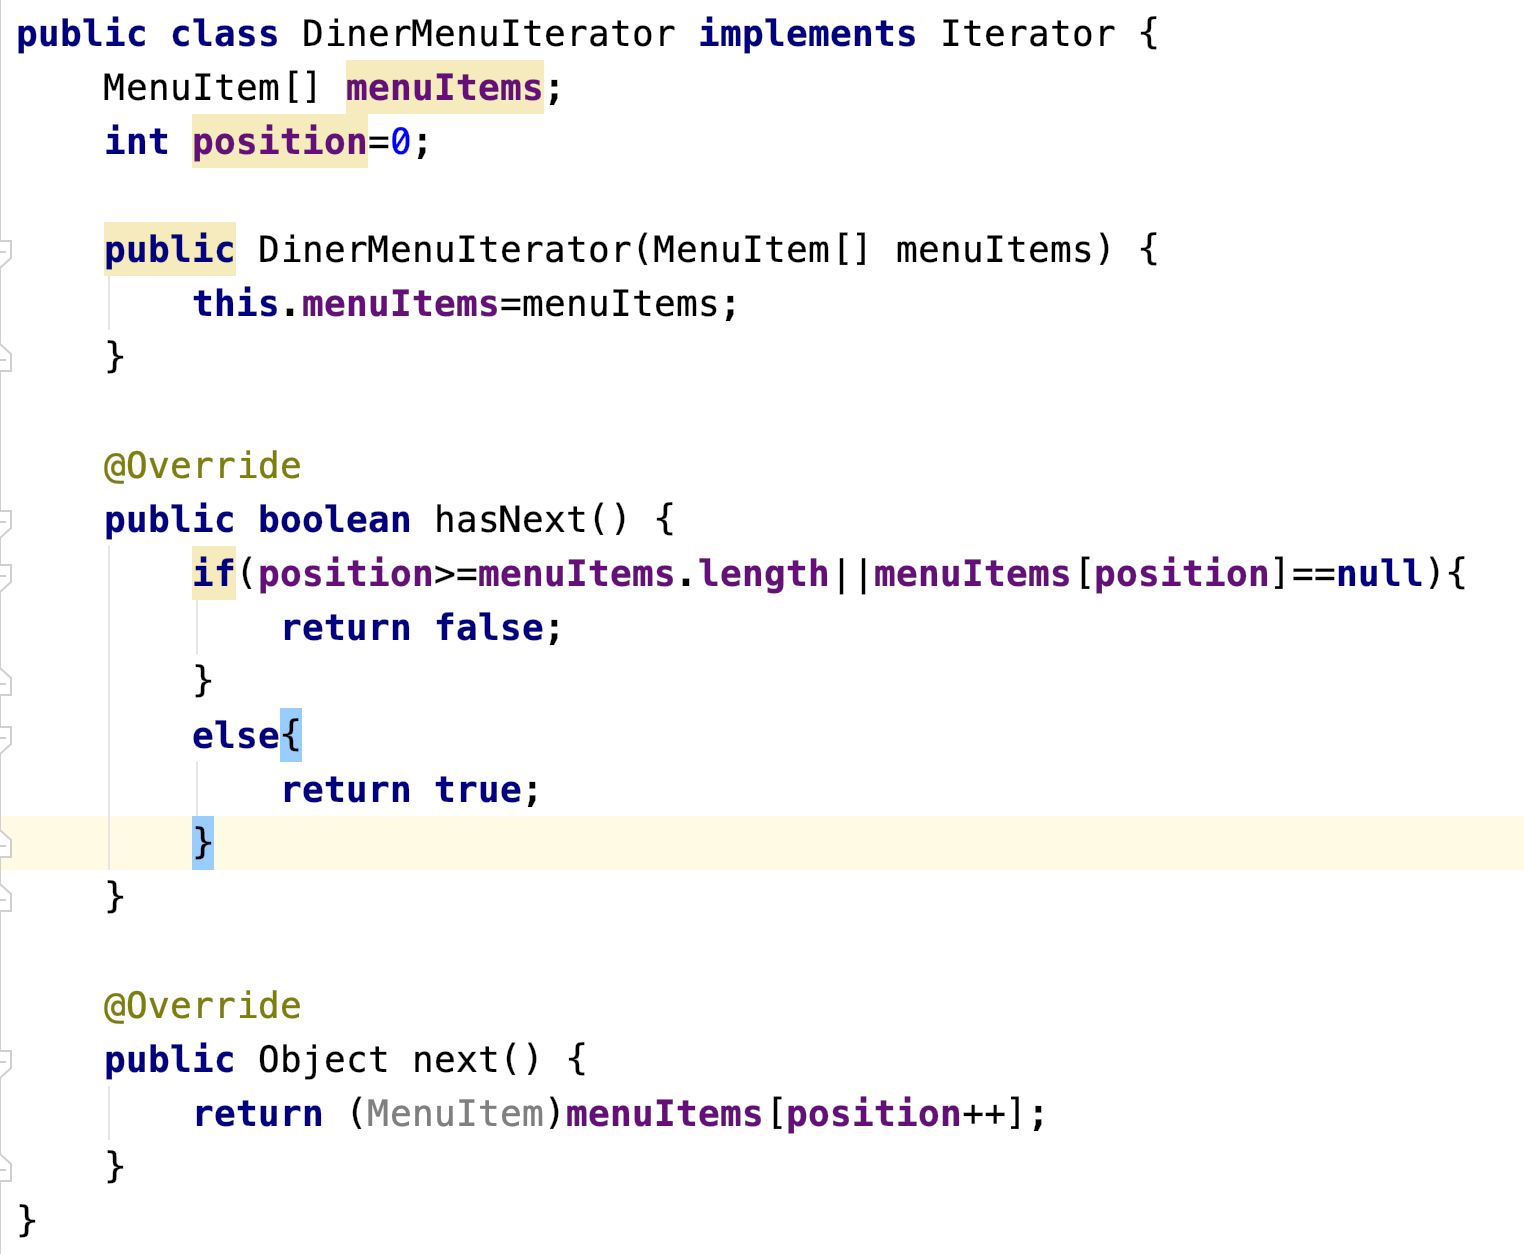 public class DinerMenuIterator implements Iterator {
    MenuItem[] menuItems;
    int position=0;

    public DinerMenuIterator(MenuItem[] menuItems) {
        this.menuItems=menuItems;
    }

    @Override
    public boolean hasNext() {
        if(position>=menuItems.length||menuItems[position]==null){
            return false;
        }
        else{
            return true;
        }
    }

    @Override
    public Object next() {
        return (MenuItem)menuItems[position++];
    }
}